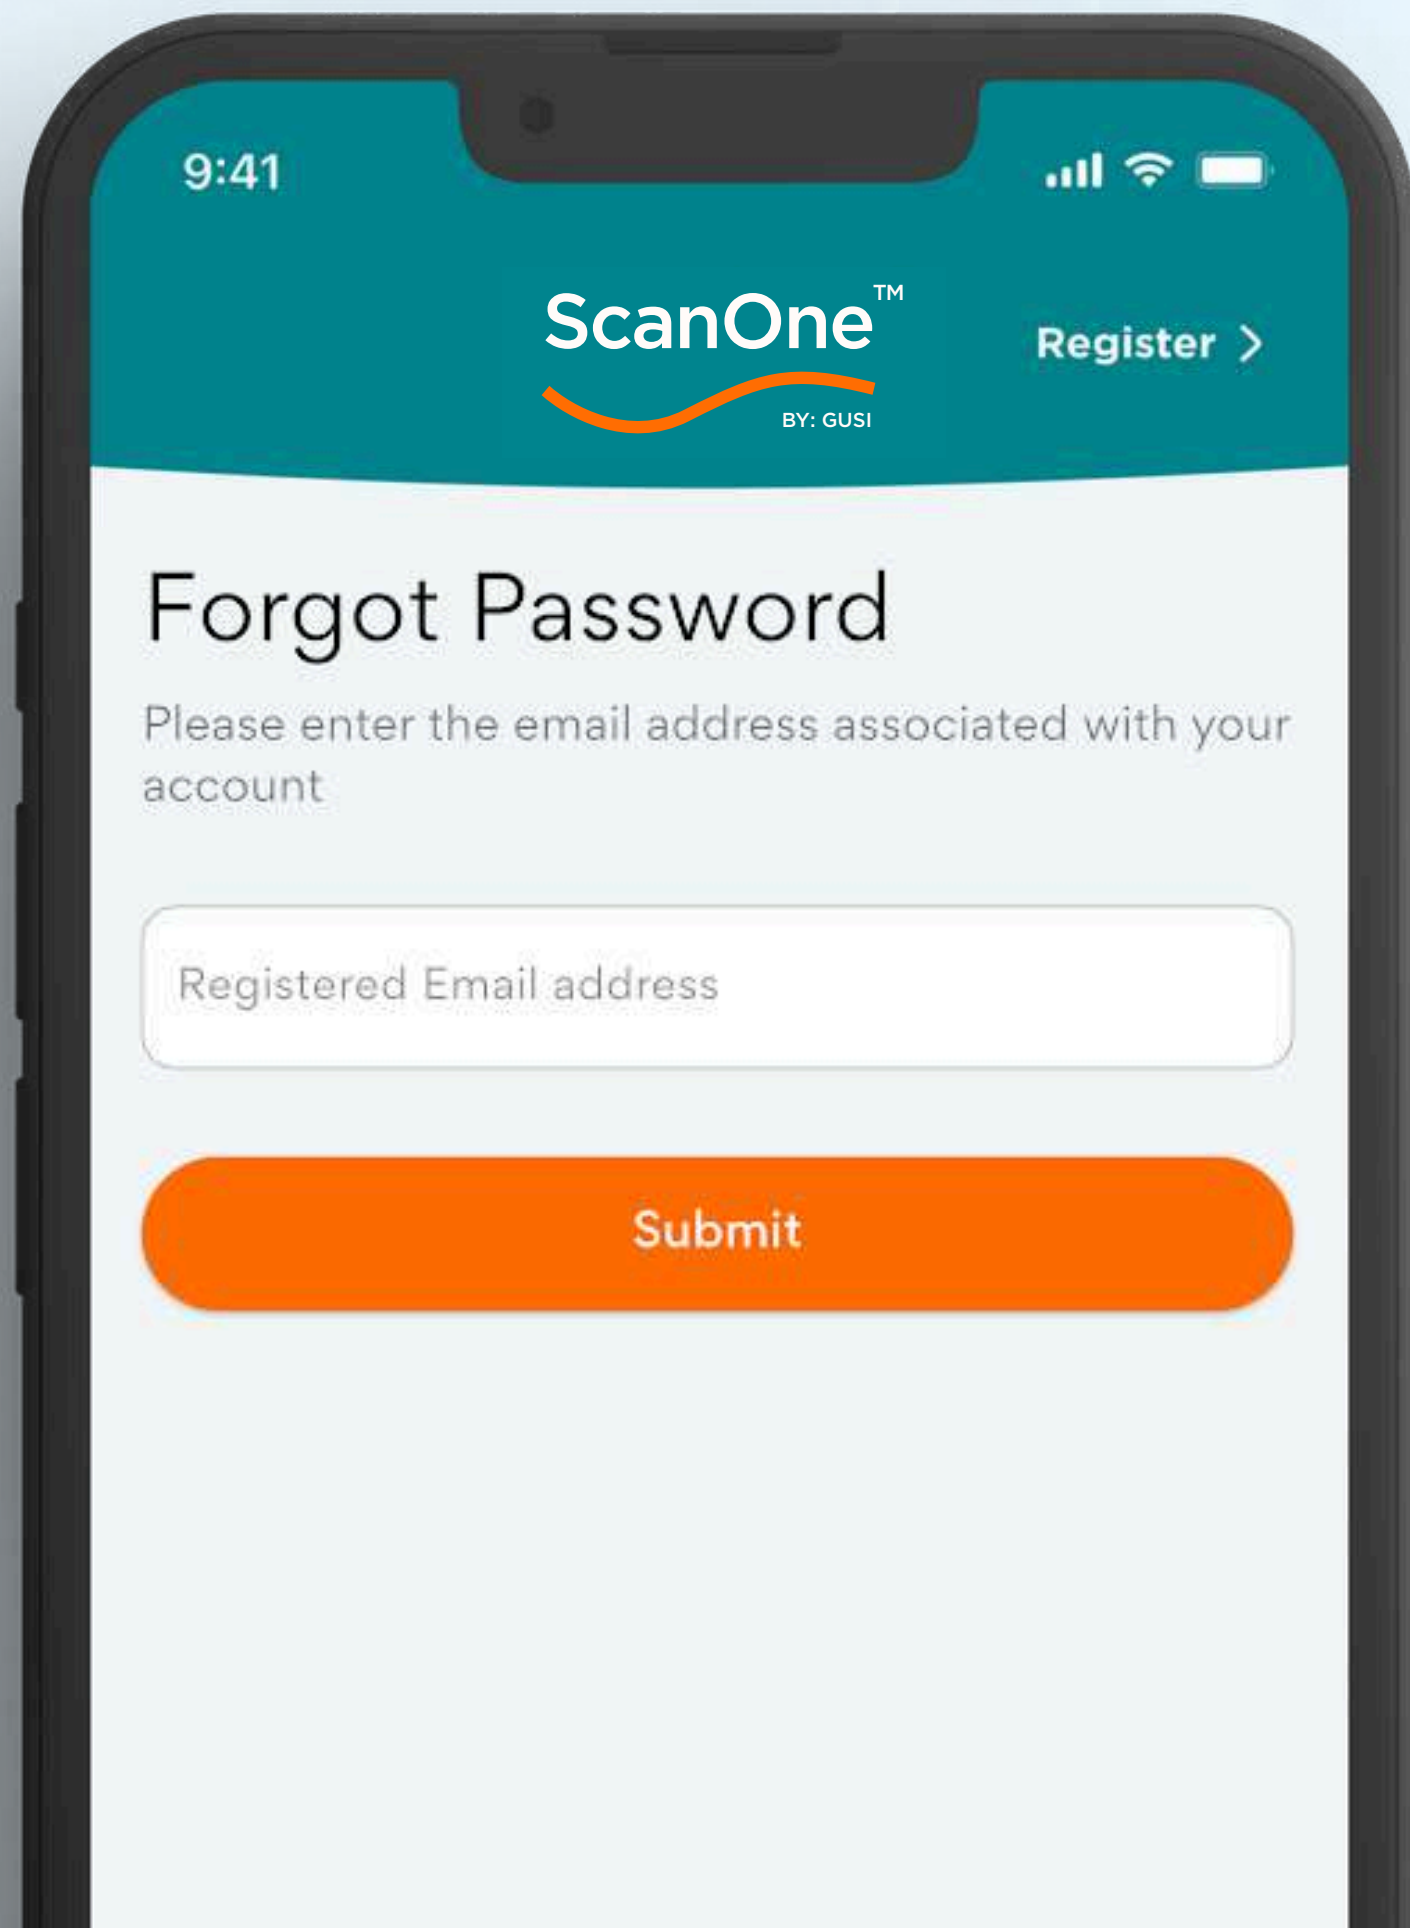 9:41
ScanOne™
BY: GUSI
Register >
Forgot Password
Please enter the email address associated with your
account
Registered Email address
Submit